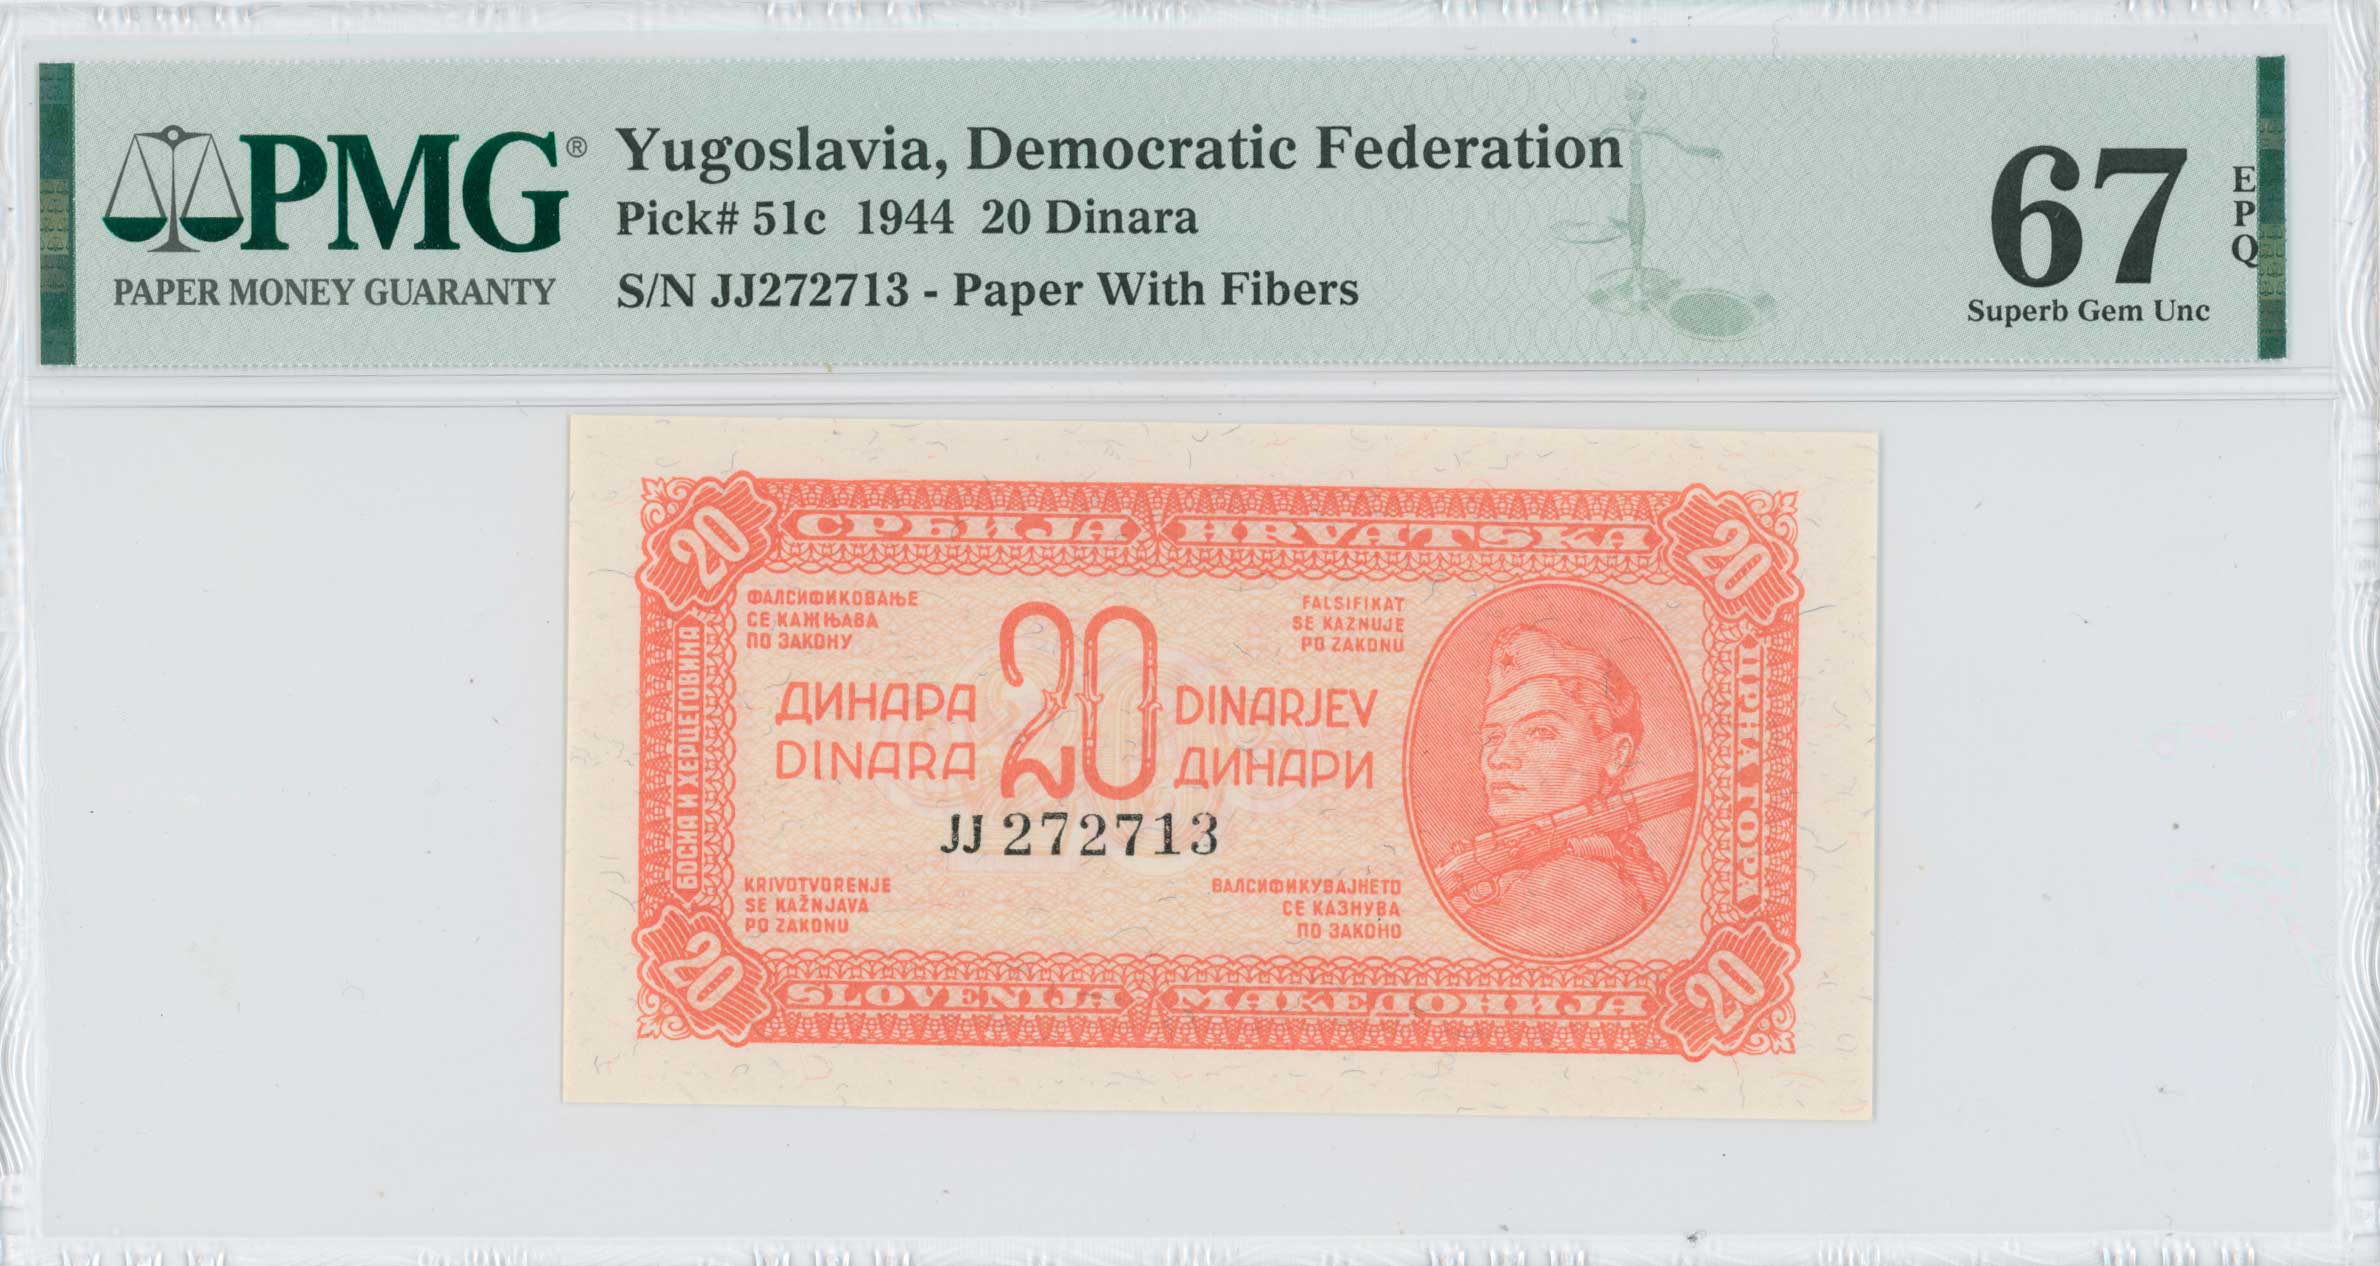 PMG®
PAPER MONEY GUARANTY
Yugoslavia, Democratic Federation
Pick# 51c 1944 20 Dinara
S/N JJ272713 - Paper With Fibers
67
EPQ
Superb Gem Unc
20
СРБИЈА
HRVATSKA
20
БОСНА И ХЕРЦЕГОВИНА
ЦРНА ГОРА
ФАЛСИФИКОВАЊЕ
СЕ КАЖЊАВА
ПО ЗАКОНУ
FALSIFIKAT
SE KAZNUJE
PO ZAKONU
ДИНАРА
DINARA
20
DINARJEV
ДИНАРИ
JJ 272713
KRIVOTVORENJE
SE KAŽNJAVA
PO ZAKONU
ВАЛСИФИКУВАЈНЕТО
СЕ КАЗНУВА
ПО ЗАКОНО
20
SLOVENIJA
МАКЕДОНИЈА
20